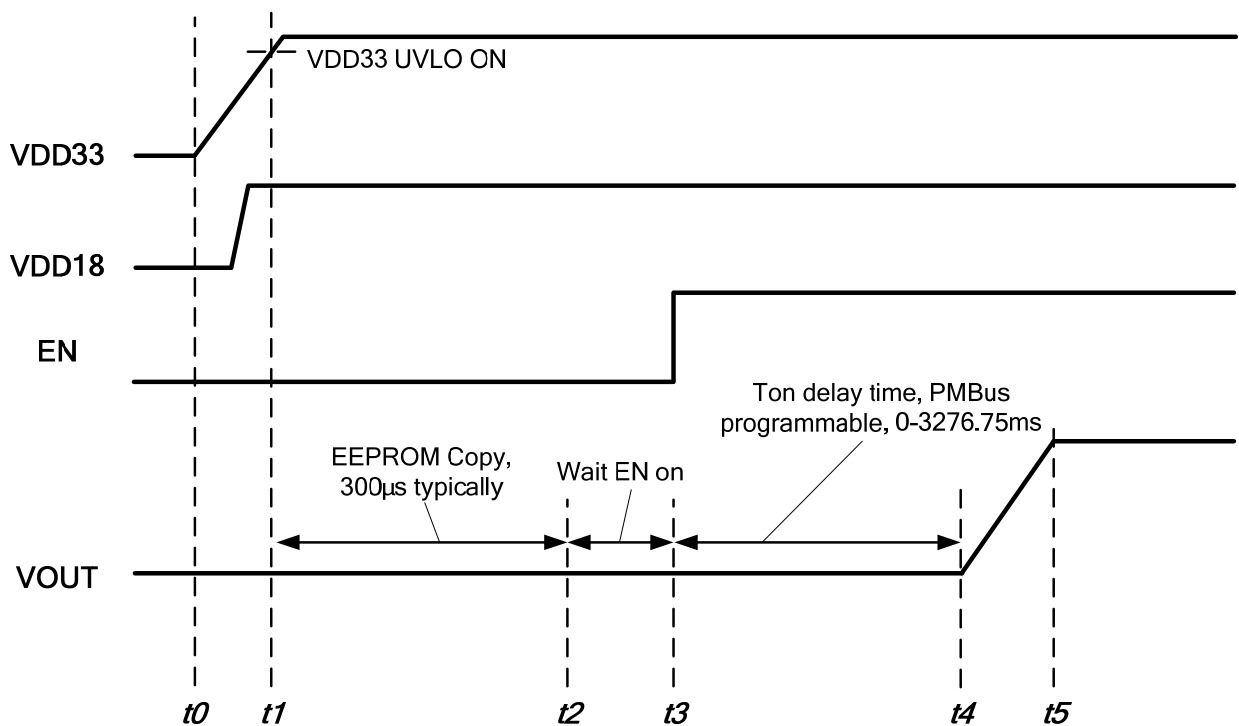 VDD33 UVLO ON
VDD33
VDD18
EN
Ton delay time, PMBus
programmable, 0-3276.75ms
EEPROM Copy,
300µs typically
Wait EN on
VOUT
t0 t1 t2 t3 t4 t5